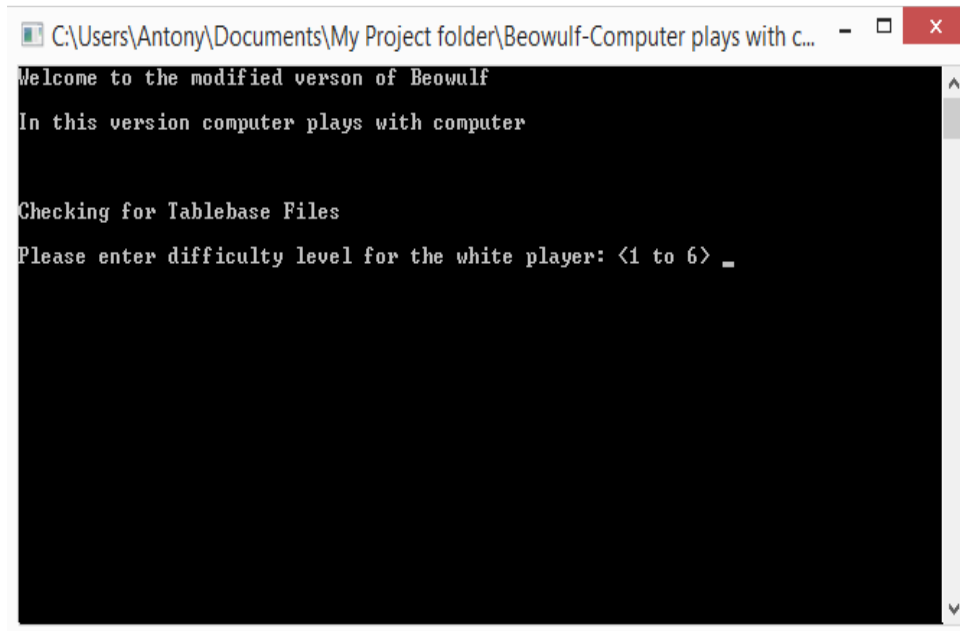 C:\Users\Antony\Documents\My Project folder\Beowulf-Computer plays with c...
Welcome to the modified verson of Beowulf
In this version computer plays with computer
Checking for Tablebase Files
Please enter difficulty level for the white player: <1 to 6> _